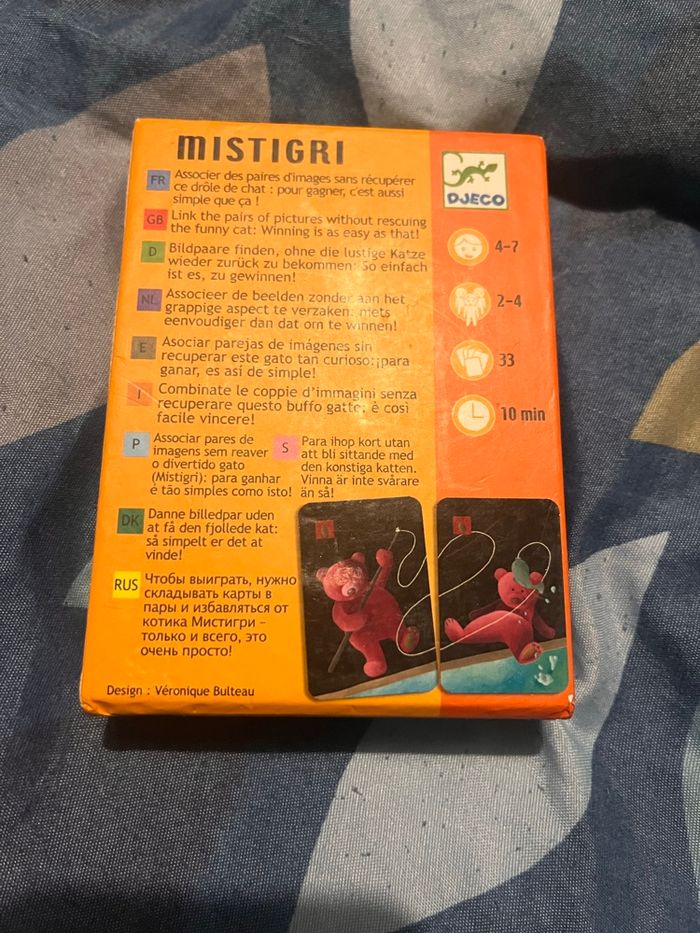 MISTIGRI
FR Associer des paires d'images sans récupérer
ce drôle de chat : pour gagner, c'est aussi
simple que ça !
GB Link the pairs of pictures without rescuing
the funny cat: Winning is as easy as that!
D Bildpaare finden, ohne die lustige Katze
wieder zurück zu bekommen: So einfach
ist es, zu gewinnen!
NL Associeer de beelden zonder aan het
grappige aspect te verzaken: niets
eenvoudiger dan dat om te winnen!
E Asociar parejas de imágenes sin
recuperar este gato tan curioso: ¡para
ganar, es así de simple!
I Combinate le coppie d'immagini senza
recuperare questo buffo gatto: è così
facile vincere!
P Associar pares de
imagens sem reaver
o divertido gato
(Mistigri): para ganhar
é tão simples como isto!
S Para ihop kort utan
att bli sittande med
den konstiga katten.
Vinna är inte svårare
än så!
DK Danne billedpar uden
at få den fjollede kat:
så simpelt er det at
vinde!
RUS Чтобы выиграть, нужно
складывать карты в
пары и избавляться от
котика Мистигри –
только и всего, это
очень просто!
Design : Véronique Bulteau
DJECO
4-7
2-4
33
10 min